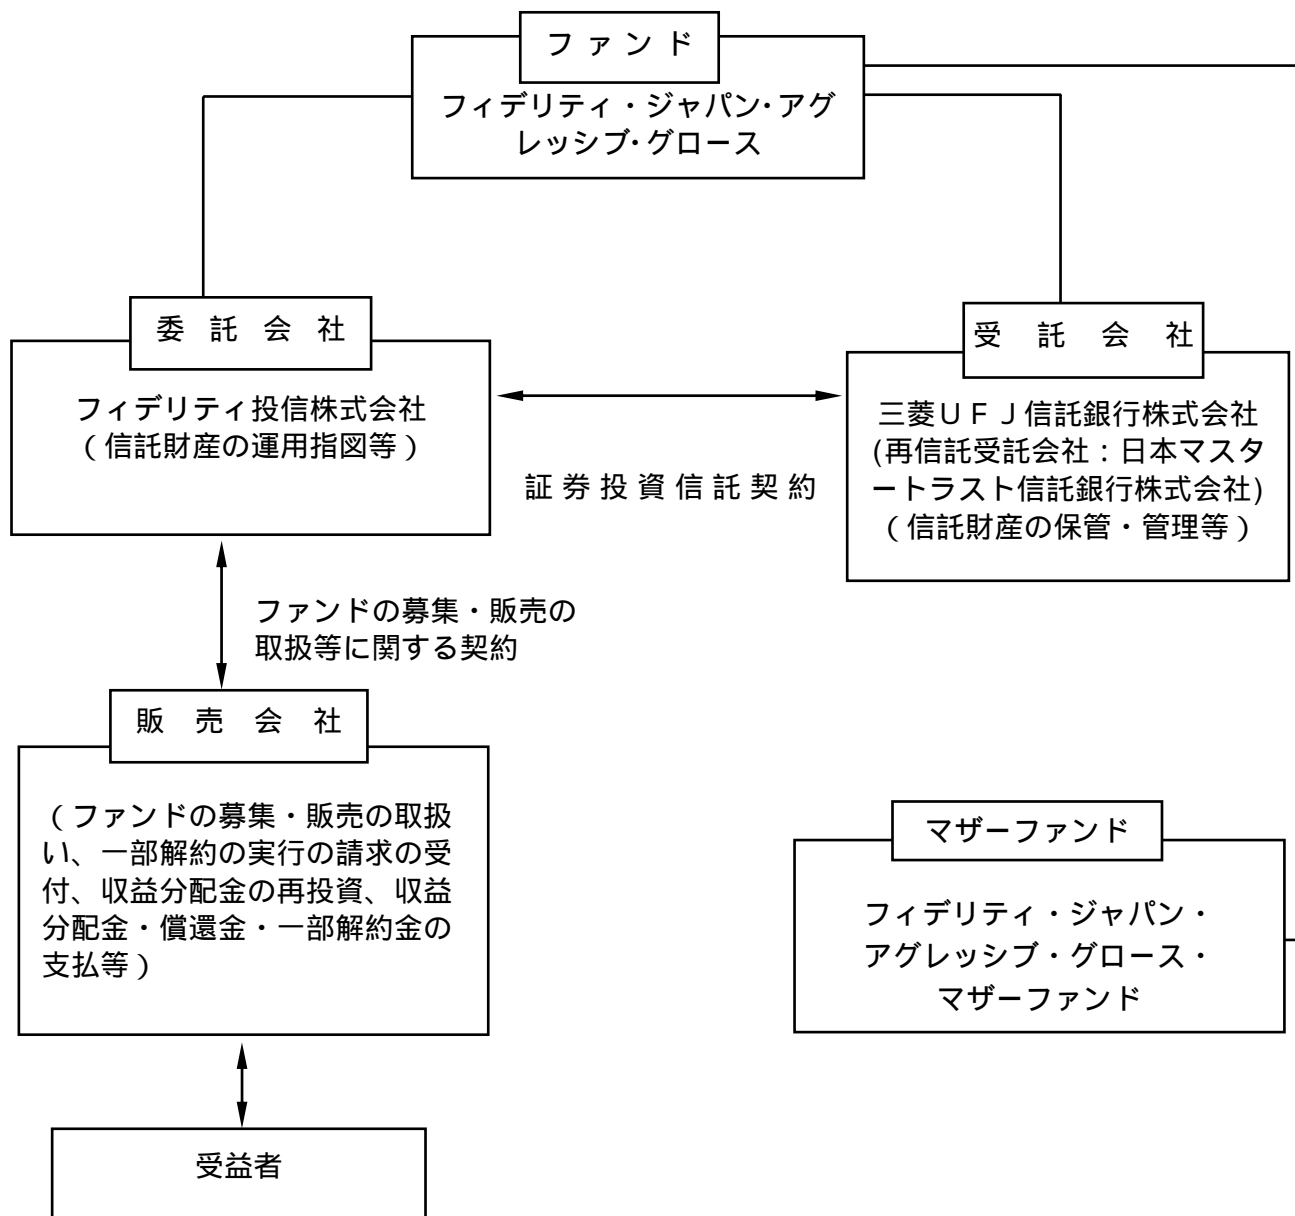 ファンド
フィデリティ・ジャパン・アグ
レッシブ・グロース
委託会社
フィデリティ投信株式会社
(信託財産の運用指図等)
証券投資信託契約
受託会社
三菱UFJ信託銀行株式会社
(再信託受託会社:日本マスタ
ートラスト信託銀行株式会社)
(信託財産の保管・管理等)
ファンドの募集・販売の
取扱等に関する契約
販売会社
(ファンドの募集・販売の取扱
い、一部解約の実行の請求の受
付、収益分配金の再投資、収益
分配金・償還金・一部解約金の
支払等)
マザーファンド
フィデリティ・ジャパン・
アグレッシブ・グロース・
マザーファンド
受益者